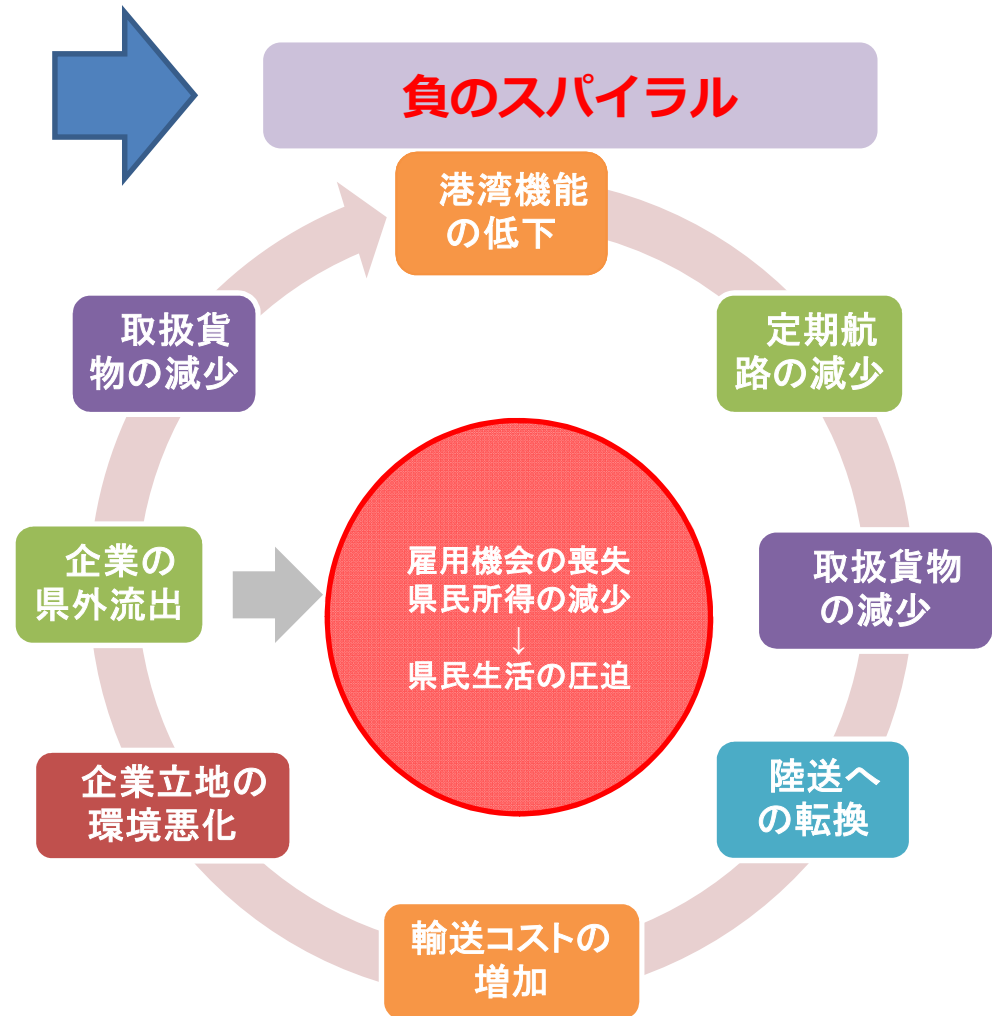 負のスパイラル
港湾機能
の低下
定期航
路の減少
取扱貨物
の減少
陸送へ
の転換
輸送コストの
増加
企業立地の
環境悪化
企業の
県外流出
取扱貨
物の減少
雇用機会の喪失
県民所得の減少
↓
県民生活の圧迫